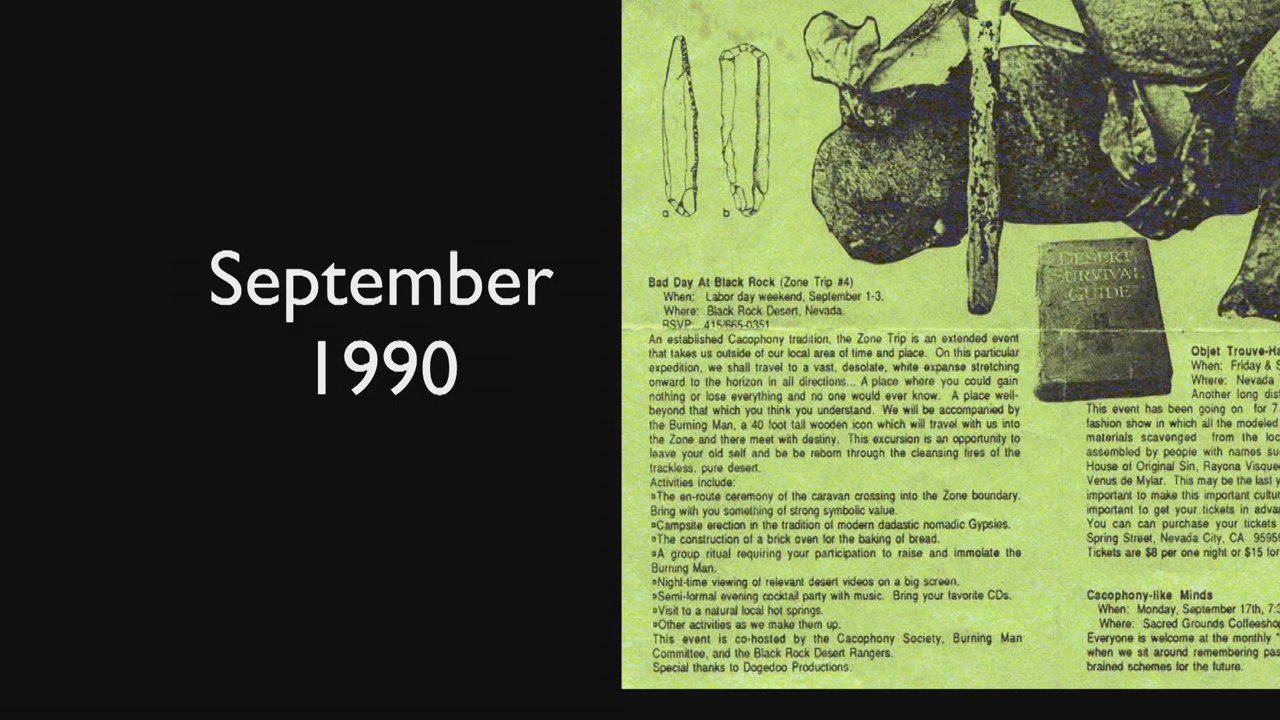 September
1990
a
b
DESERT
SURVIVAL
GUIDE
Bad Day At Black Rock (Zone Trip #4)
When: Labor day weekend, September 1-3.
Where: Black Rock Desert, Nevada.
RSVP: 415/665-0351
An established Cacophony tradition, the Zone Trip is an extended event
that takes us outside of our local area of time and place. On this particular
expedition, we shall travel to a vast, desolate, white expanse stretching
onward to the horizon in all directions... A place where you could gain
nothing or lose everything and no one would ever know. A place well-
beyond that which you think you understand. We will be accompanied by
the Burning Man, a 40 foot tall wooden icon which will travel with us into
the Zone and there meet with destiny. This excursion is an opportunity to
leave your old self and be be reborn through the cleansing fires of the
trackless, pure desert.
Activities include:
¤The en-route ceremony of the caravan crossing into the Zone boundary.
Bring with you something of strong symbolic value.
¤Campsite erection in the tradition of modern dadastic nomadic Gypsies.
¤The construction of a brick oven for the baking of bread.
¤A group ritual requiring your participation to raise and immolate the
Burning Man.
¤Night-time viewing of relevant desert videos on a big screen.
¤Semi-formal evening cocktail party with music. Bring your favorite CDs.
¤Visit to a natural local hot springs.
¤Other activities as we make them up.
This event is co-hosted by the Cacophony Society, Burning Man
Committee, and the Black Rock Desert Rangers.
Special thanks to Dogedoo Productions.
Objet Trouve-Ha
When: Friday & S
Where: Nevada
Another long dist
This event has been going on for 7
fashion show in which all the modeled
materials scavenged from the loc
assembled by people with names suc
House of Original Sin, Rayona Visque
Venus de Mylar. This may be the last y
important to make this important cultur
important to get your tickets in advan
You can can purchase your tickets
Spring Street, Nevada City, CA 9595
Tickets are $8 per one night or $15 for
Cacophony-like Minds
When: Monday, September 17th, 7:3
Where: Sacred Grounds Coffeeshop
Everyone is welcome at the monthly "
when we sit around remembering pas
brained schemes for the future.